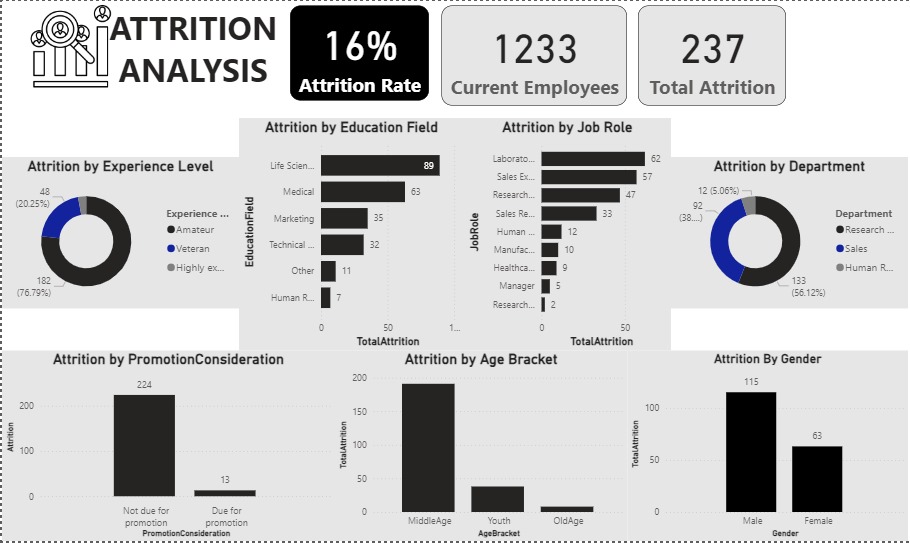 ATTRITION
ANALYSIS
16%
Attrition Rate
1233
Current Employees
237
Total Attrition
Attrition by Experience Level
48
(20.25%)
182
(76.79%)
Experience ...
Amateur
Veteran
Highly ex...
Attrition by Education Field
EducationField
Life Scien...
89
Medical
63
Marketing
35
Technical ...
32
Other
11
Human R...
7
0
50
1...
TotalAttrition
Attrition by Job Role
JobRole
Laborato...
62
Sales Ex...
57
Research...
47
Sales Re...
33
Human ...
12
Manufac...
10
Healthca...
9
Manager
5
Research...
2
0
50
TotalAttrition
Attrition by Department
12 (5.06%)
92
(38....)
133
(56.12%)
Department
Research ...
Sales
Human R...
Attrition by PromotionConsideration
Attrition
200
100
0
224
13
Not due for
promotion
Due for
promotion
PromotionConsideration
Attrition by Age Bracket
TotalAttrition
200
150
100
50
0
MiddleAge
Youth
OldAge
AgeBracket
Attrition By Gender
TotalAttrition
100
50
0
115
63
Male
Female
Gender